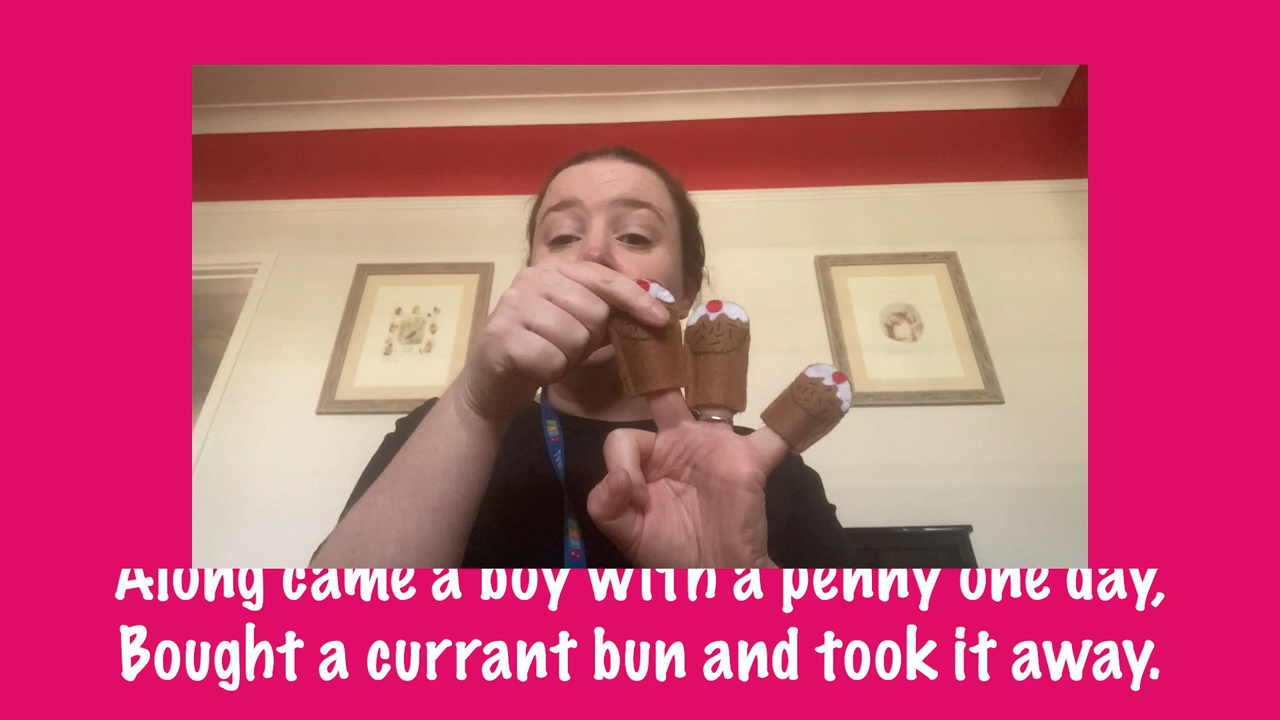 Along came a boy with a penny one day,
Bought a currant bun and took it away.